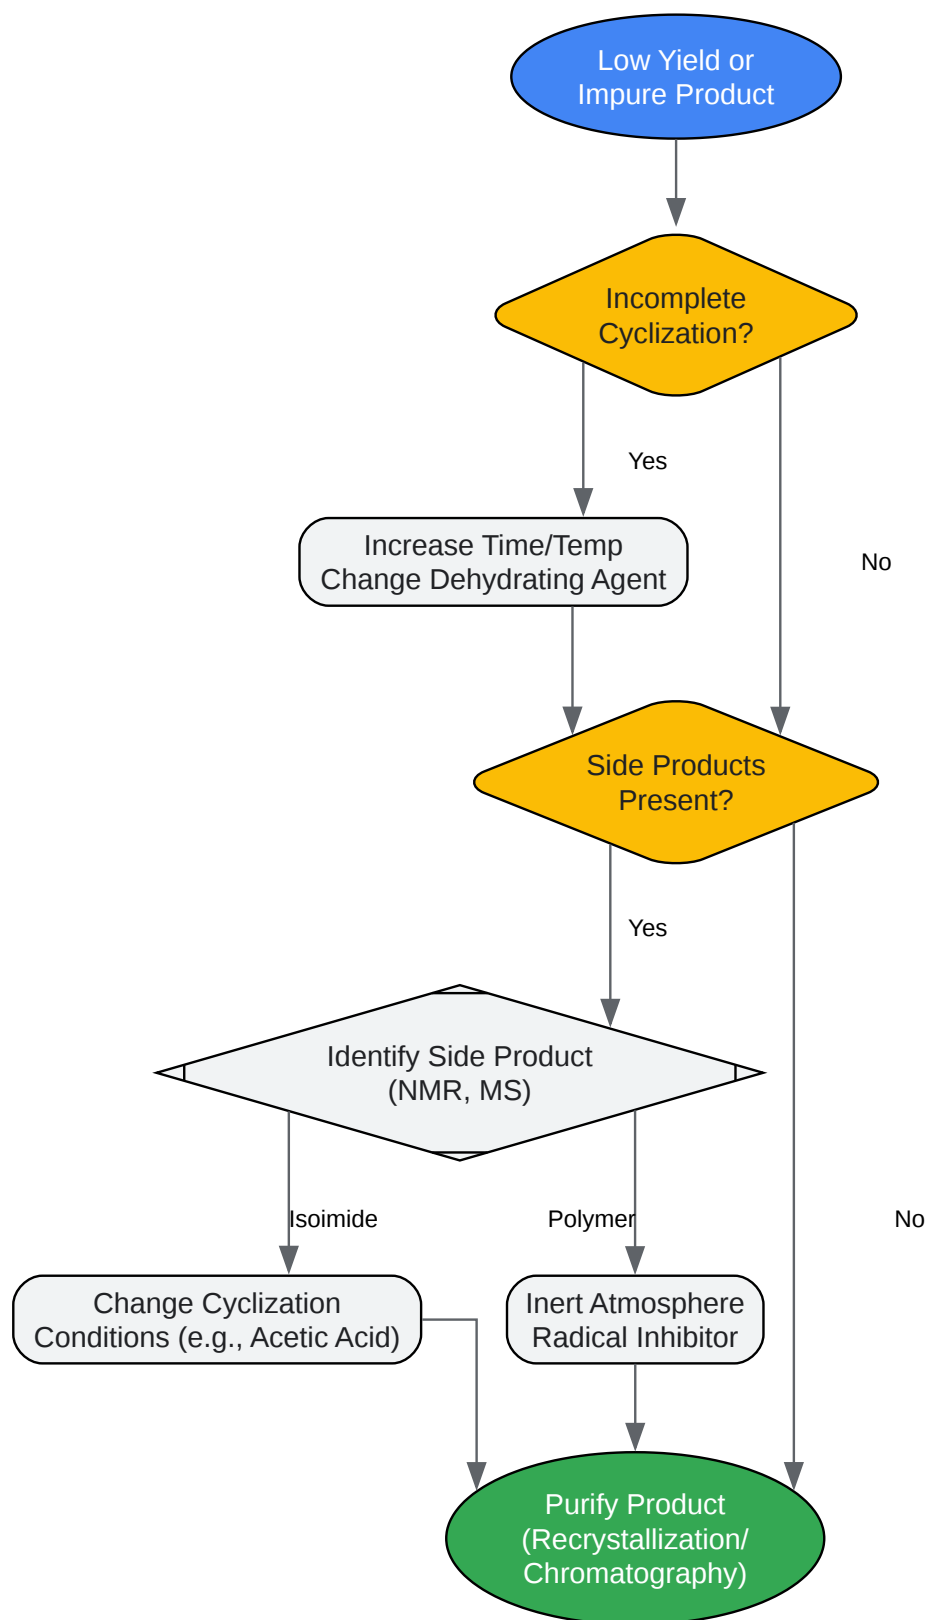 Low Yield or
Impure Product
Incomplete
Cyclization?
Yes
Increase Time/Temp
Change Dehydrating Agent
No
Side Products
Present?
Yes
Identify Side Product
(NMR, MS)
Isoimide
Polymer
No
Change Cyclization
Conditions (e.g., Acetic Acid)
Inert Atmosphere
Radical Inhibitor
Purify Product
(Recrystallization/
Chromatography)